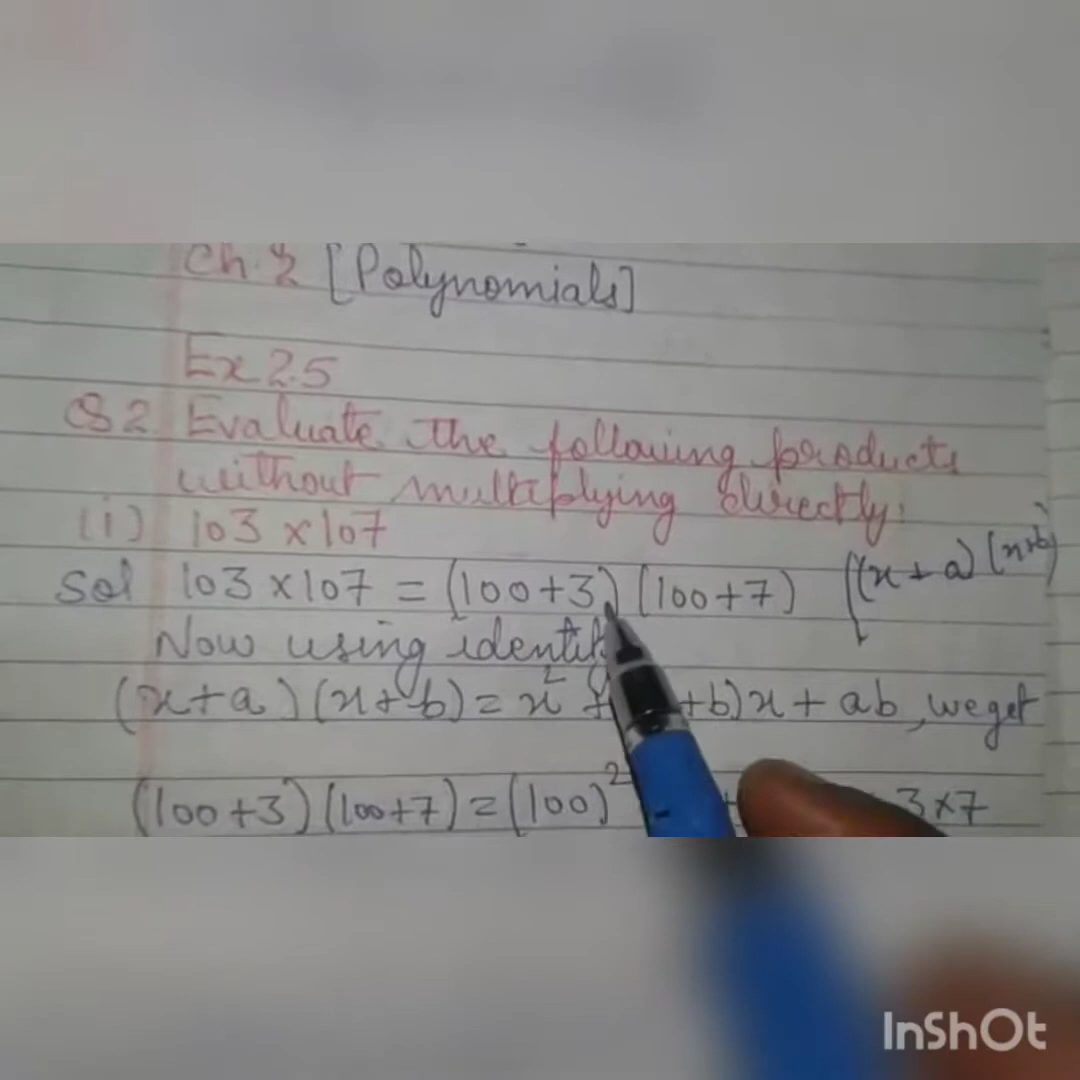 Ch. 2 [Polynomials]
Ex 2.5
Q2 Evaluate the following products
without multiplying directly:
(i) 103 x 107
Sol 103 x 107 = (100+3) (100+7) (x+a) (x+b)
Now using identity
(x+a) (x+b) = x² + b)x + ab, we get
(100+3) (100+7) = (100)² 3x7
InShOt